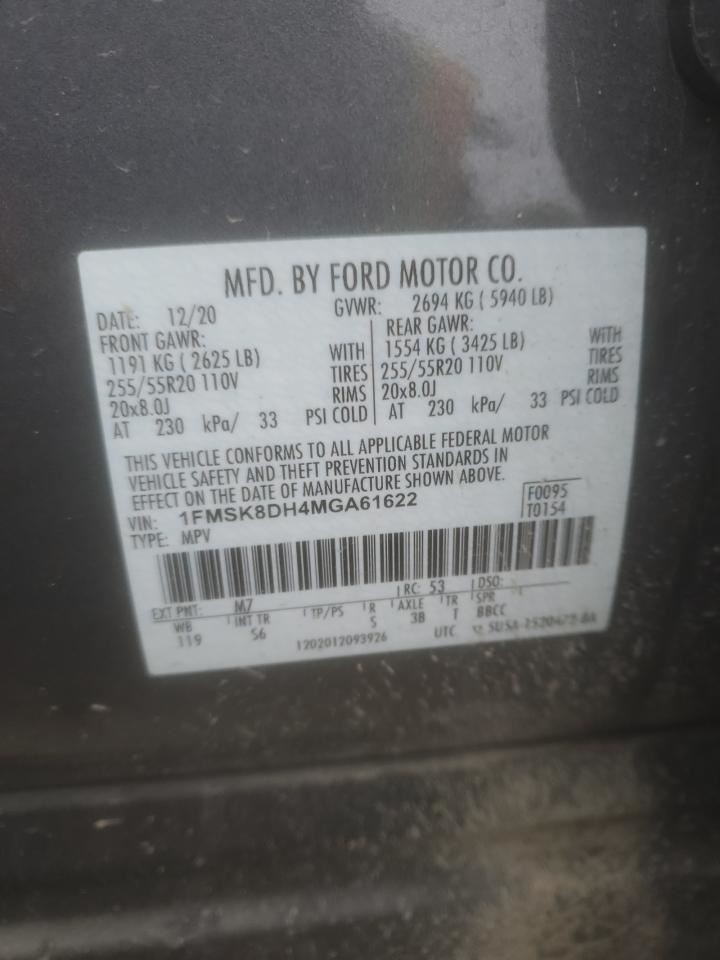 MFD. BY FORD MOTOR CO.
DATE: 12/20 GVWR: 2694 KG ( 5940 LB)
FRONT GAWR: REAR GAWR:
1191 KG ( 2625 LB) WITH 1554 KG ( 3425 LB) WITH
255/55R20 110V TIRES 255/55R20 110V TIRES
20x8.0J RIMS 20x8.0J RIMS
AT 230 kPa/ 33 PSI COLD AT 230 kPa/ 33 PSI COLD
THIS VEHICLE CONFORMS TO ALL APPLICABLE FEDERAL MOTOR
VEHICLE SAFETY AND THEFT PREVENTION STANDARDS IN
EFFECT ON THE DATE OF MANUFACTURE SHOWN ABOVE.
VIN: 1FMSK8DH4MGA61622 F0095
TYPE: MPV T0154
EXT PNT: M7 RC: 53 DSO:
WB INT TR TP/PS R AXLE TR SPR
119 S6 S 3B T BBCC
1202012093926 UTC